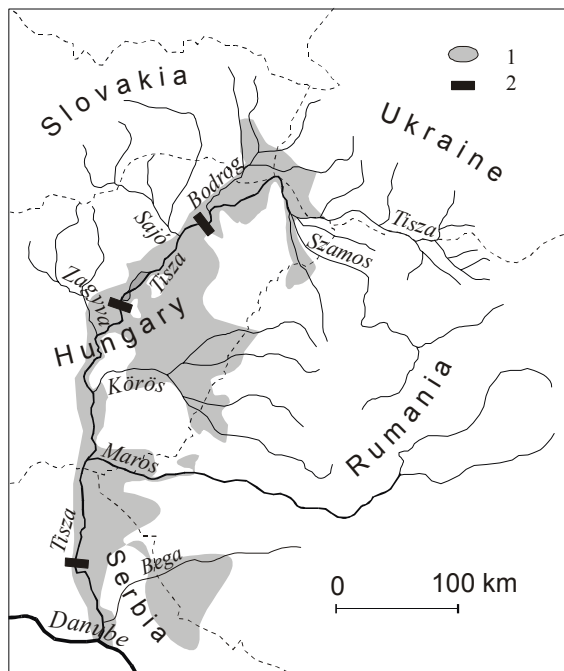 1
2
Slovakia
Ukraine
Bodrog
Sajó
Tisza
Szamos
Tisza
Zagyva
Hungary
Körös
Rumania
Maros
Tisza
Serbia
Bega
0 100 km
Danube